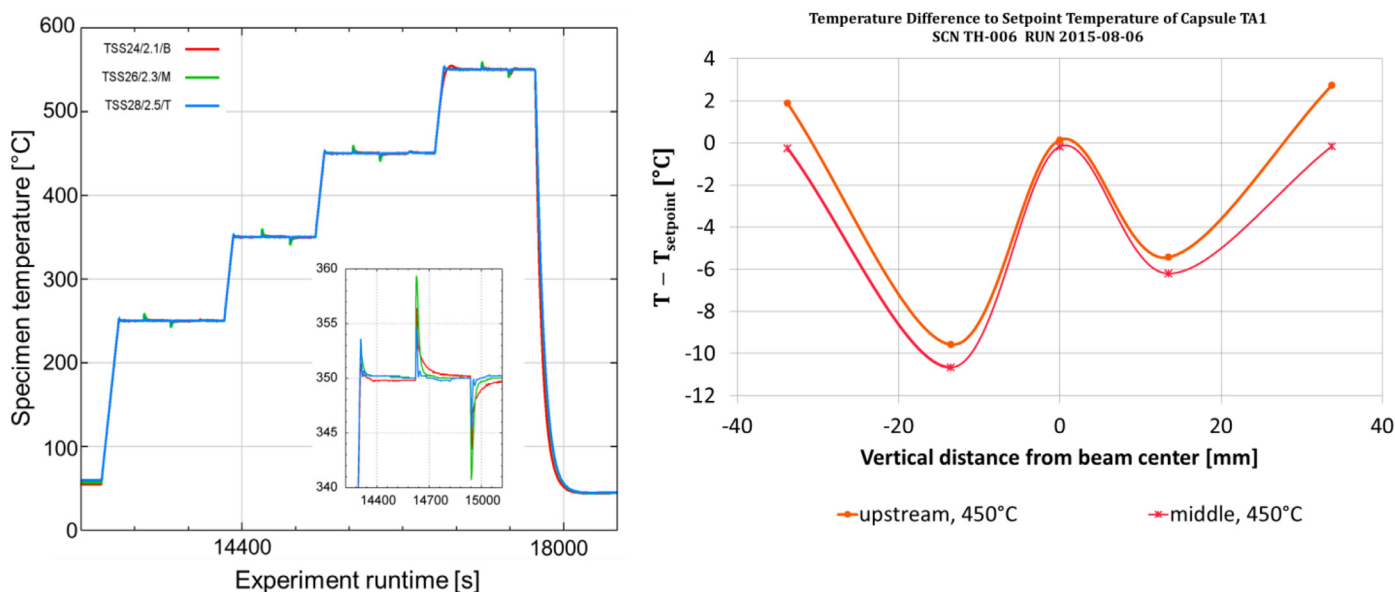 600
500
400
300
200
100
0
Specimen temperature [°C]
TSS24/2.1/B
TSS26/2.3/M
TSS28/2.5/T
360
355
350
345
340
14400
14700
15000
14400
18000
Experiment runtime [s]
Temperature Difference to Setpoint Temperature of Capsule TA1
SCN TH-006 RUN 2015-08-06
4
2
0
-2
-4
-6
-8
-10
-12
T − Tsetpoint [°C]
-40
-20
0
20
40
Vertical distance from beam center [mm]
upstream, 450°C
middle, 450°C